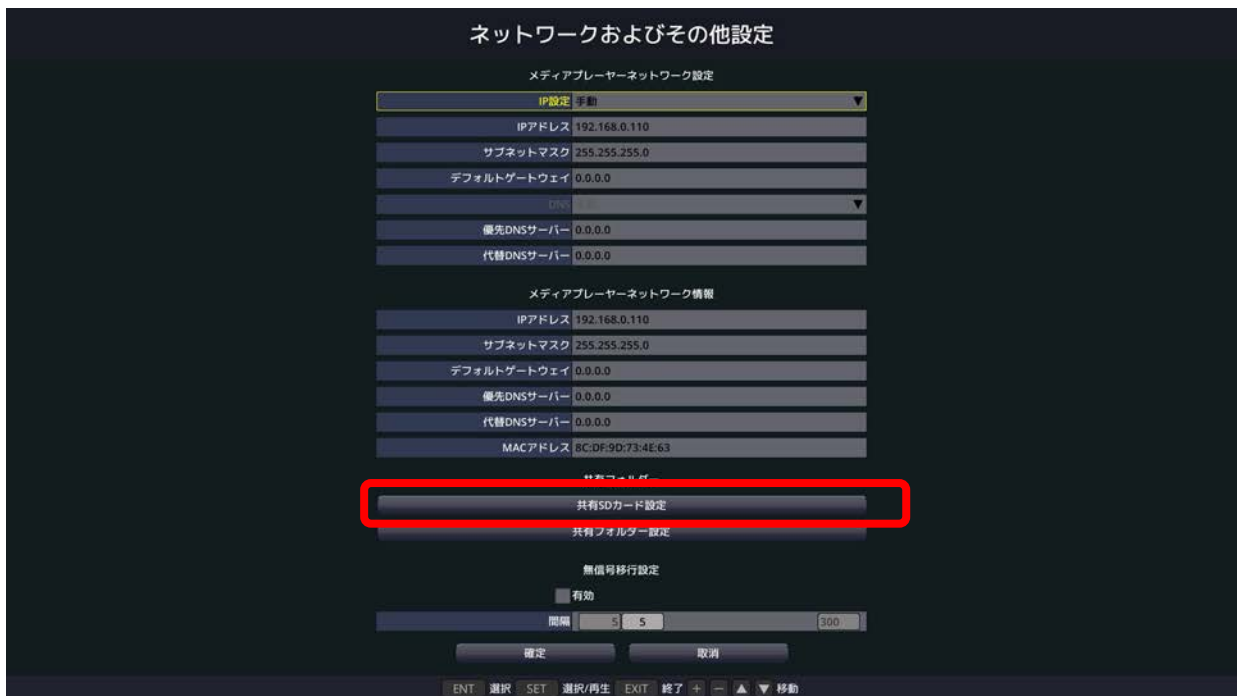 ネットワークおよびその他設定
メディアプレーヤーネットワーク設定
IP設定 手動 ▼
IPアドレス 192.168.0.110
サブネットマスク 255.255.255.0
デフォルトゲートウェイ 0.0.0.0
DNS ▼
優先DNSサーバー 0.0.0.0
代替DNSサーバー 0.0.0.0
メディアプレーヤーネットワーク情報
IPアドレス 192.168.0.110
サブネットマスク 255.255.255.0
デフォルトゲートウェイ 0.0.0.0
優先DNSサーバー 0.0.0.0
代替DNSサーバー 0.0.0.0
MACアドレス 8C:DF:9D:73:4E:63
共有フォルダー
共有SDカード設定
共有フォルダー設定
無信号移行設定
有効
間隔 5 5 300
確定 取消
ENT 選択 SET 選択/再生 EXIT 終了 + − ▲ ▼ 移動